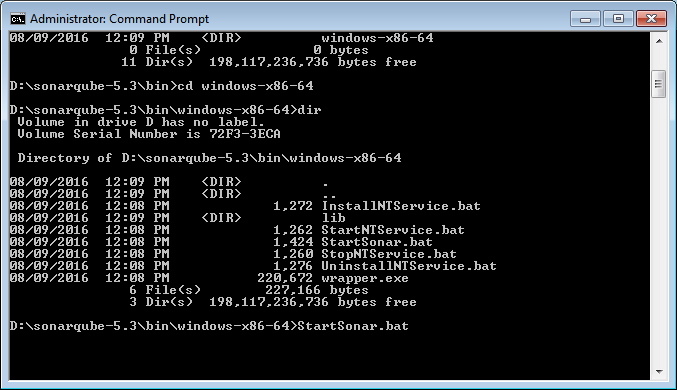 Administrator: Command Prompt
08/09/2016  12:09 PM    <DIR>          windows-x86-64
               0 File(s)              0 bytes
              11 Dir(s)  198,117,236,736 bytes free
D:\sonarqube-5.3\bin>cd windows-x86-64
D:\sonarqube-5.3\bin\windows-x86-64>dir
 Volume in drive D has no label.
 Volume Serial Number is 72F3-3ECA
 Directory of D:\sonarqube-5.3\bin\windows-x86-64
08/09/2016  12:09 PM    <DIR>          .
08/09/2016  12:09 PM    <DIR>          ..
08/09/2016  12:08 PM             1,272 InstallNTService.bat
08/09/2016  12:09 PM    <DIR>          lib
08/09/2016  12:08 PM             1,262 StartNTService.bat
08/09/2016  12:08 PM             1,424 StartSonar.bat
08/09/2016  12:08 PM             1,260 StopNTService.bat
08/09/2016  12:08 PM             1,276 UninstallNTService.bat
08/09/2016  12:08 PM           220,672 wrapper.exe
               6 File(s)        227,166 bytes
               3 Dir(s)  198,117,236,736 bytes free
D:\sonarqube-5.3\bin\windows-x86-64>StartSonar.bat